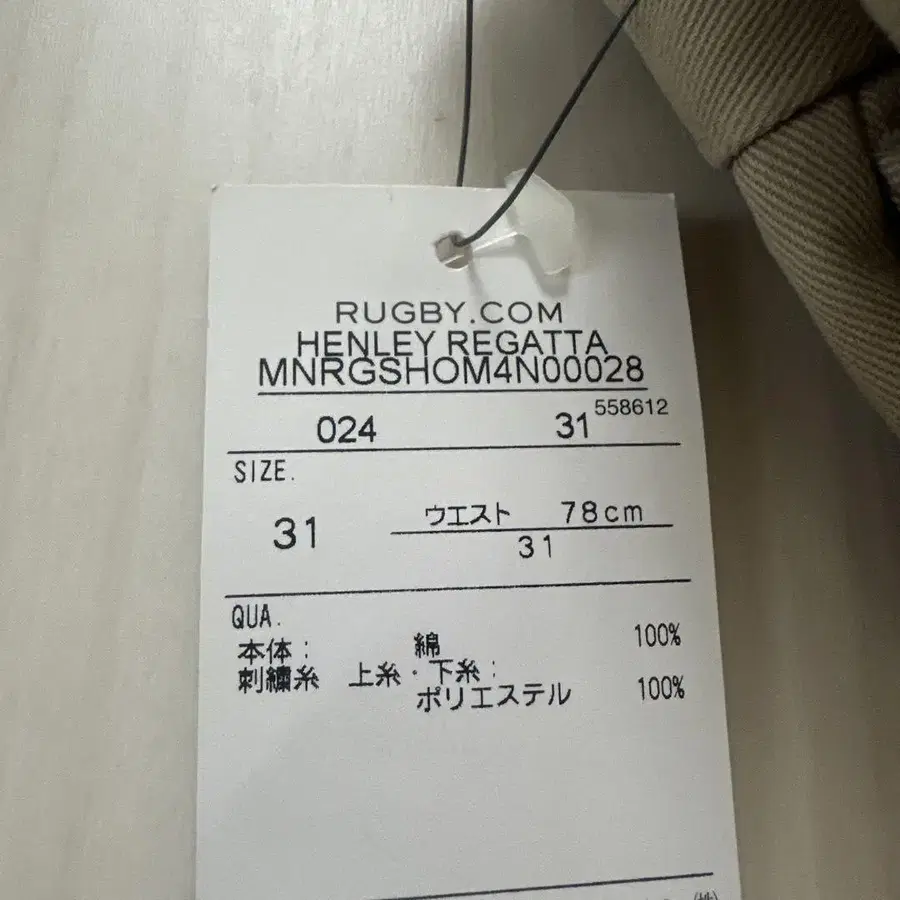 RUGBY.COM
HENLEY REGATTA
MNRGSHOM4N00028
024 31 558612
SIZE.
31 ウエスト 78cm
31
QUA.
本体: 綿 100%
刺繍糸 上糸・下糸:
ポリエステル 100%